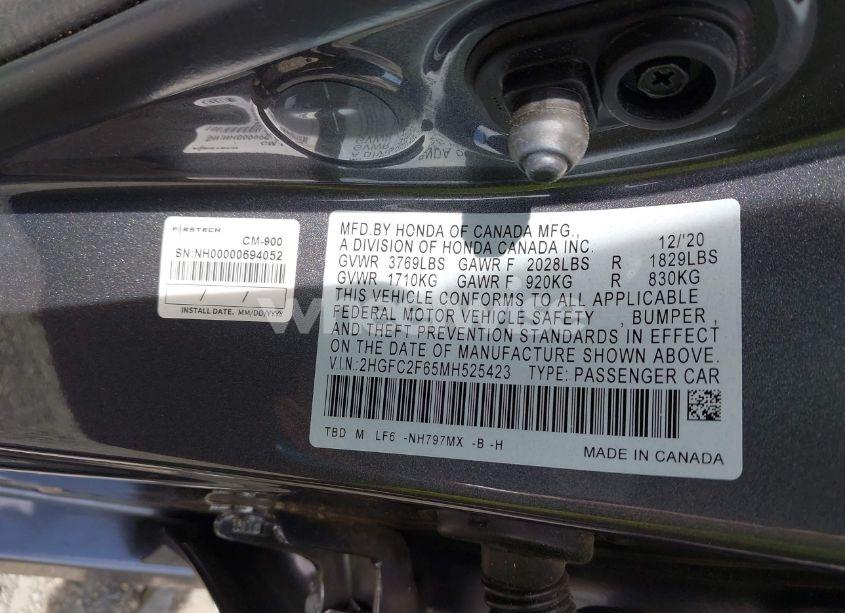 FIRSTECH
CM-900
SN:NH00000694052
/ /
INSTALL DATE. MM/DD/YYYY
MFD.BY HONDA OF CANADA MFG.,
A DIVISION OF HONDA CANADA INC. 12/'20
GVWR 3769LBS GAWR F 2028LBS R 1829LBS
GVWR 1710KG GAWR F 920KG R 830KG
THIS VEHICLE CONFORMS TO ALL APPLICABLE
FEDERAL MOTOR VEHICLE SAFETY , BUMPER ,
AND THEFT PREVENTION STANDARDS IN EFFECT
ON THE DATE OF MANUFACTURE SHOWN ABOVE.
V.I.N.:2HGFC2F65MH525423 TYPE: PASSENGER CAR
TBD M LF6 -NH797MX -B -H
MADE IN CANADA